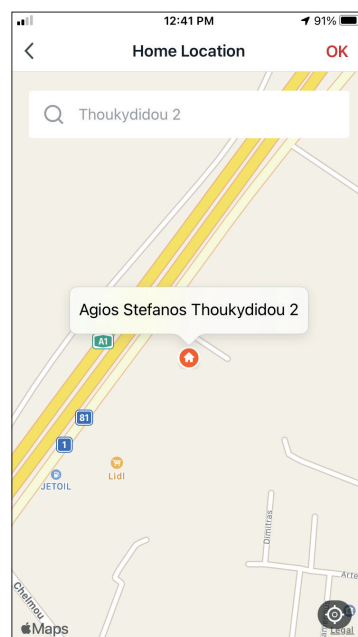 12:41 PM
91%
Home Location
OK
Thoukydidou 2
Agios Stefanos Thoukydidou 2
A1
81
1
Lidl
JETOIL
Dimitras
Arte
Chelmou
Maps
Legal